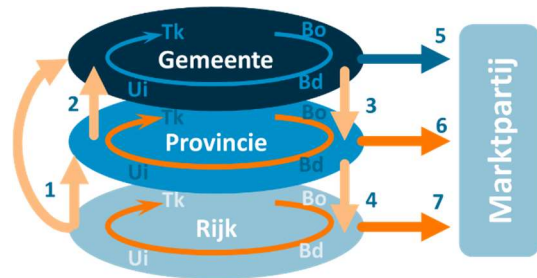 Tk
Bo
Gemeente
Ui
Bd
5
2
3
Tk
Bo
Provincie
Ui
Bd
6
1
4
Tk
Bo
Rijk
Ui
Bd
7
Marktpartij